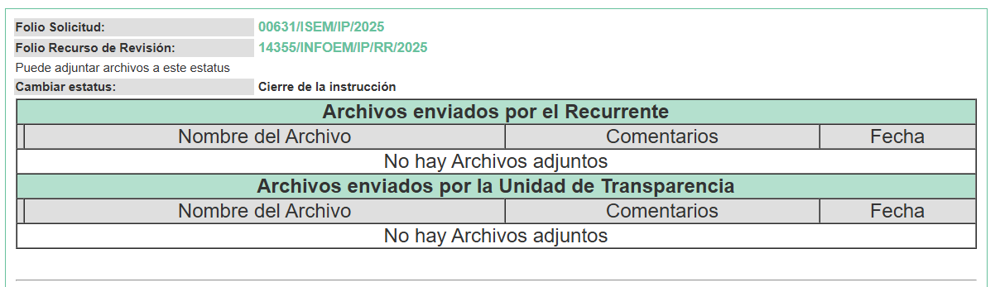 Folio Solicitud: 00631/ISEM/IP/2025
Folio Recurso de Revisión: 14355/INFOEM/IP/RR/2025
Puede adjuntar archivos a este estatus
Cambiar estatus: Cierre de la instrucción
Archivos enviados por el Recurrente
Nombre del Archivo Comentarios Fecha
No hay Archivos adjuntos
Archivos enviados por la Unidad de Transparencia
Nombre del Archivo Comentarios Fecha
No hay Archivos adjuntos